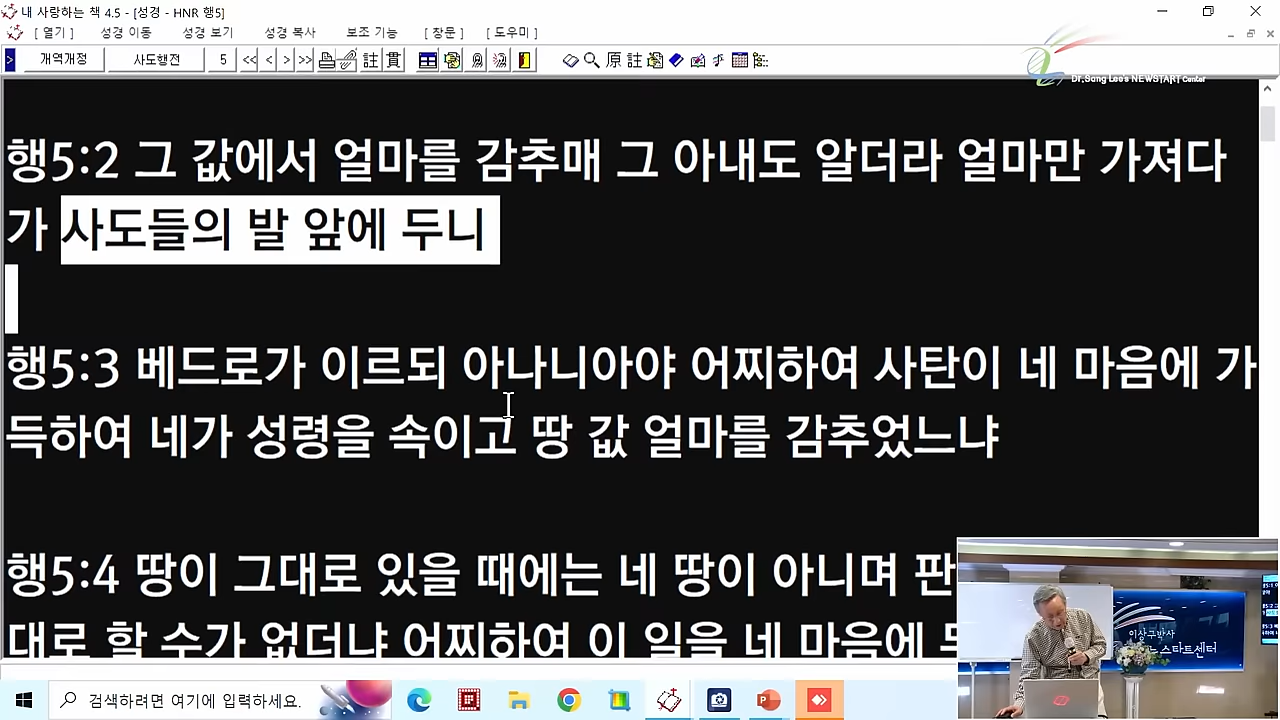 내 사랑하는 책 4.5 - [성경 - HNR 행5]
[ 열기 ] 성경 이동 성경 보기 성경 복사 보조 기능 [ 창문 ] [ 도우미 ]
> 개역개정 사도행전 5 << < > >> 註 貫 原 註
Dr.Sang Lee's NEWSTART Center
행5:2 그 값에서 얼마를 감추매 그 아내도 알더라 얼마만 가져다
가 사도들의 발 앞에 두니
행5:3 베드로가 이르되 아나니아야 어찌하여 사탄이 네 마음에 가
득하여 네가 성령을 속이고 땅 값 얼마를 감추었느냐
행5:4 땅이 그대로 있을 때에는 네 땅이 아니며 판
대로 할 수가 없더냐 어찌하여 이 일을 네 마음에
이상구박사
스타트센터
검색하려면 여기에 입력하세요.